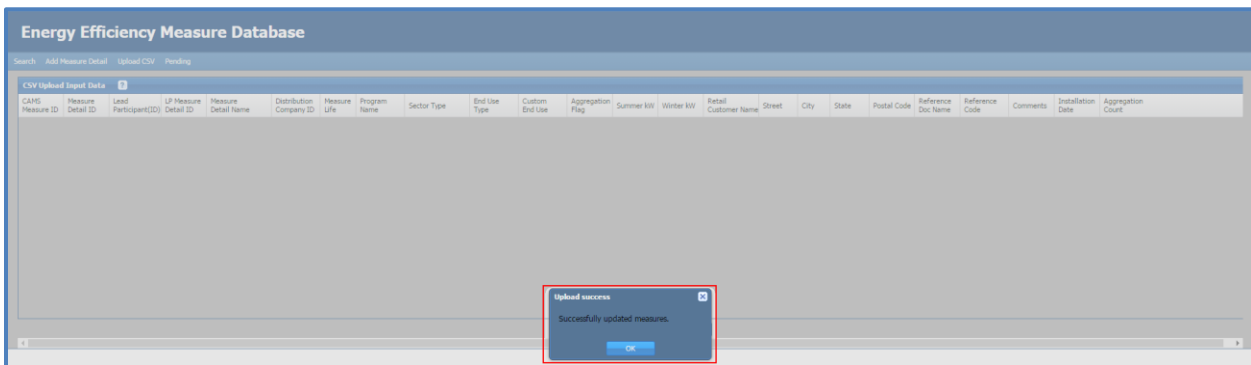 Energy Efficiency Measure Database
Search Add Measure Detail Upload CSV Pending
CSV Upload Input Data ?
CAMS Measure ID
Measure Detail ID
Lead Participant(ID)
LP Measure Detail ID
Measure Detail Name
Distribution Company ID
Measure Life
Program Name
Sector Type
End Use Type
Custom End Use
Aggregation Flag
Summer kW
Winter kW
Retail Customer Name
Street
City
State
Postal Code
Reference Doc Name
Reference Code
Comments
Installation Date
Aggregation Count
Upload success
Successfully updated measures.
OK